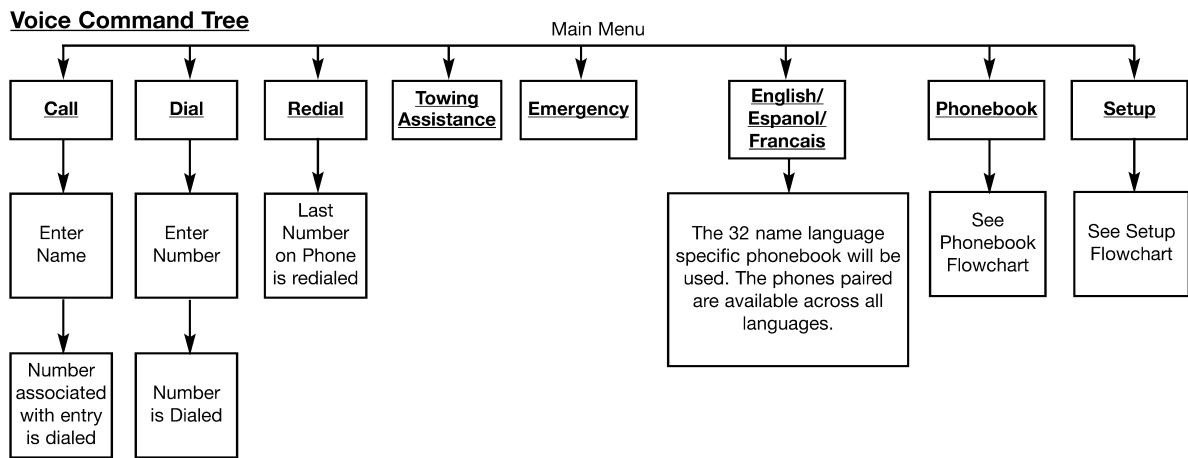 Voice Command Tree
Main Menu
Call
Dial
Redial
Towing
Assistance
Emergency
English/
Espanol/
Francais
Phonebook
Setup
Enter
Name
Enter
Number
Last
Number
on Phone
is redialed
The 32 name language
specific phonebook will be
used. The phones paired
are available across all
languages.
See
Phonebook
Flowchart
See Setup
Flowchart
Number
associated
with entry
is dialed
Number
is Dialed